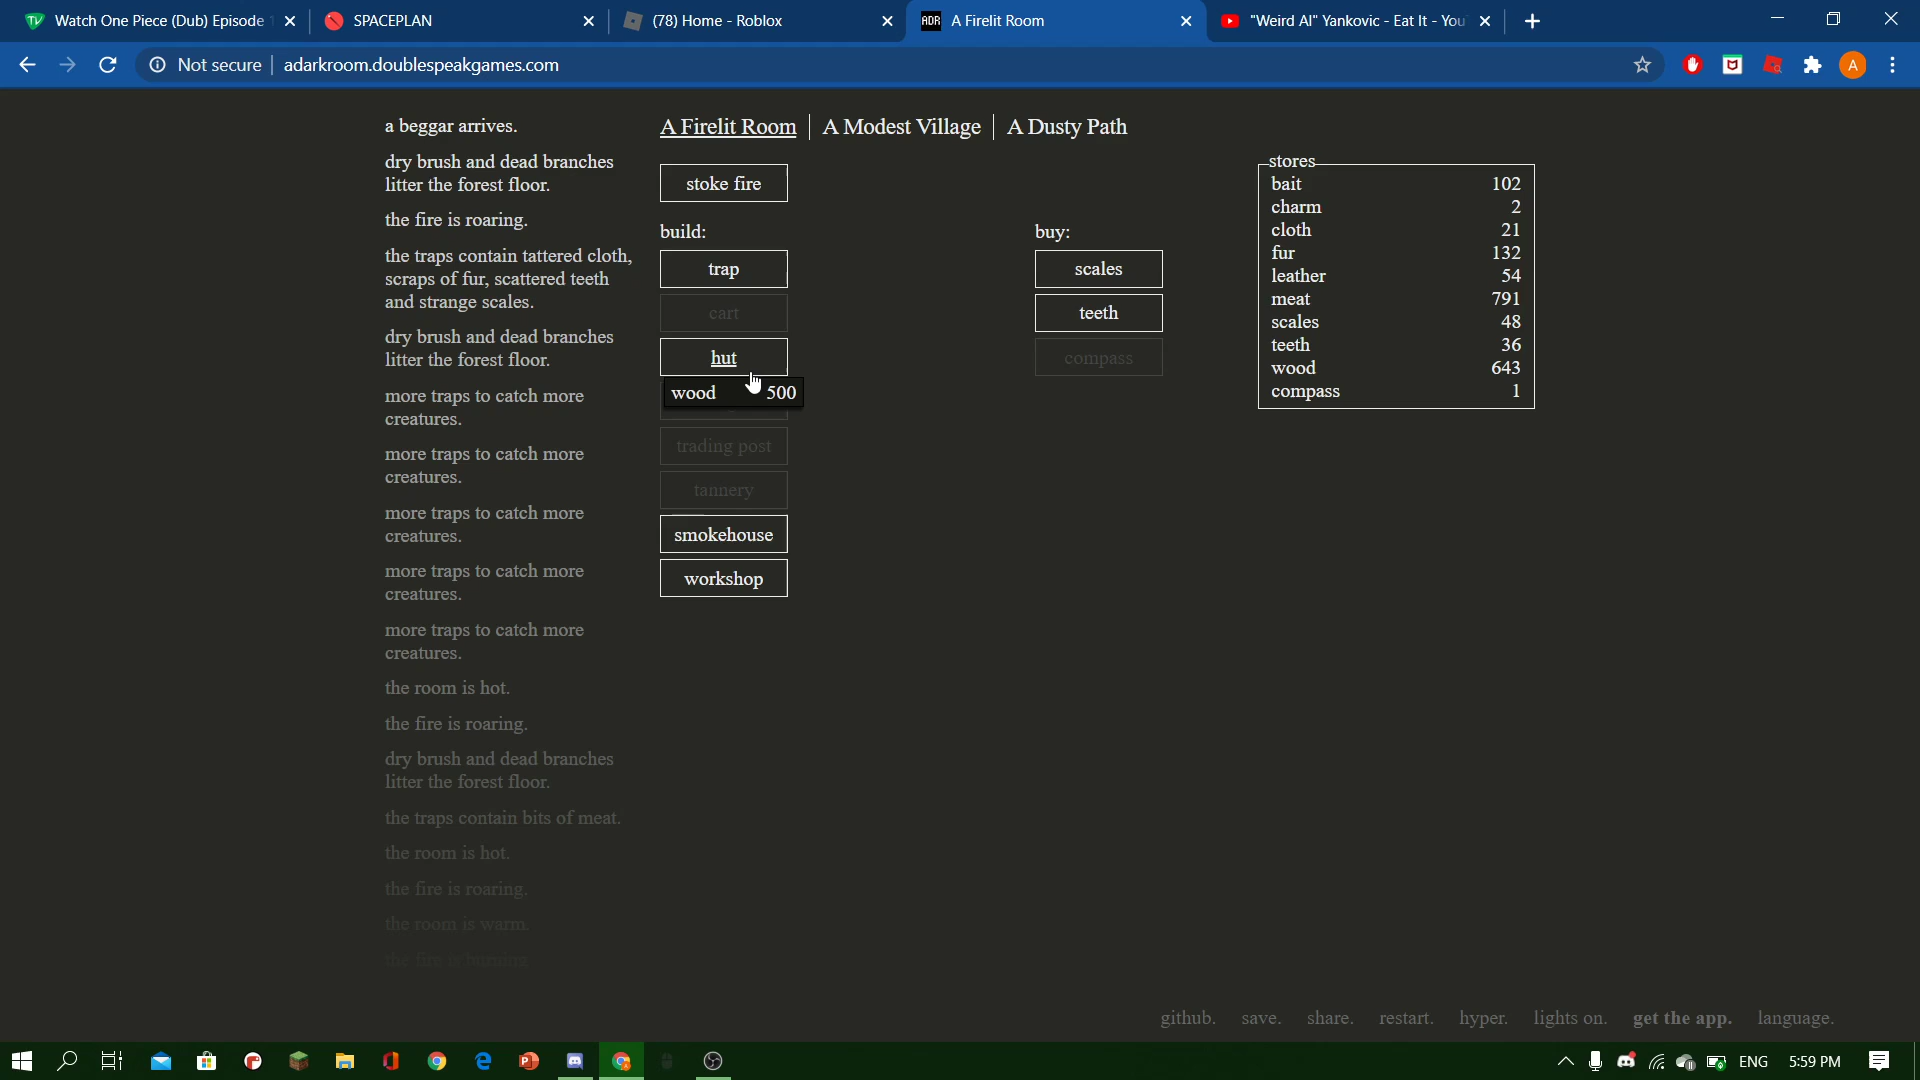 Watch One Piece (Dub) Episode
SPACEPLAN
(78) Home - Roblox
ADR
A Firelit Room
"Weird Al" Yankovic - Eat It - You
Not secure
adarkroom.doublespeakgames.com
A
a beggar arrives.
dry brush and dead branches
litter the forest floor.
the fire is roaring.
the traps contain tattered cloth,
scraps of fur, scattered teeth
and strange scales.
dry brush and dead branches
litter the forest floor.
more traps to catch more
creatures.
more traps to catch more
creatures.
more traps to catch more
creatures.
more traps to catch more
creatures.
more traps to catch more
creatures.
the room is hot.
the fire is roaring.
dry brush and dead branches
litter the forest floor.
the traps contain bits of meat.
the room is hot.
the fire is roaring.
the room is warm.
the fire is burning.
A Firelit Room
A Modest Village
A Dusty Path
stoke fire
build:
trap
cart
hut
wood 500
trading post
tannery
smokehouse
workshop
buy:
scales
teeth
compass
stores
bait 102
charm 2
cloth 21
fur 132
leather 54
meat 791
scales 48
teeth 36
wood 643
compass 1
github. save. share. restart. hyper. lights on. get the app. language.
ENG
5:59 PM